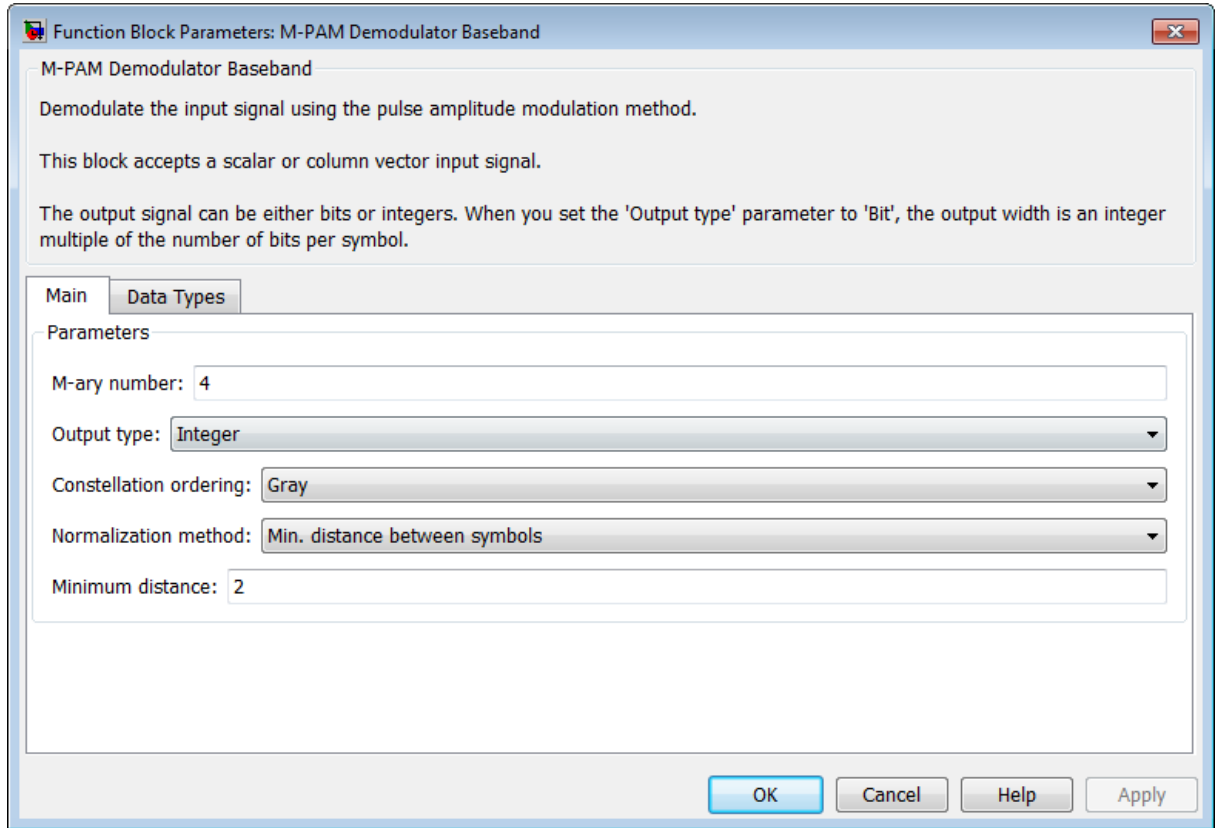 Function Block Parameters: M-PAM Demodulator Baseband
M-PAM Demodulator Baseband
Demodulate the input signal using the pulse amplitude modulation method.
This block accepts a scalar or column vector input signal.
The output signal can be either bits or integers. When you set the 'Output type' parameter to 'Bit', the output width is an integer
multiple of the number of bits per symbol.
Main Data Types
Parameters
M-ary number: 4
Output type: Integer
Constellation ordering: Gray
Normalization method: Min. distance between symbols
Minimum distance: 2
OK Cancel Help Apply